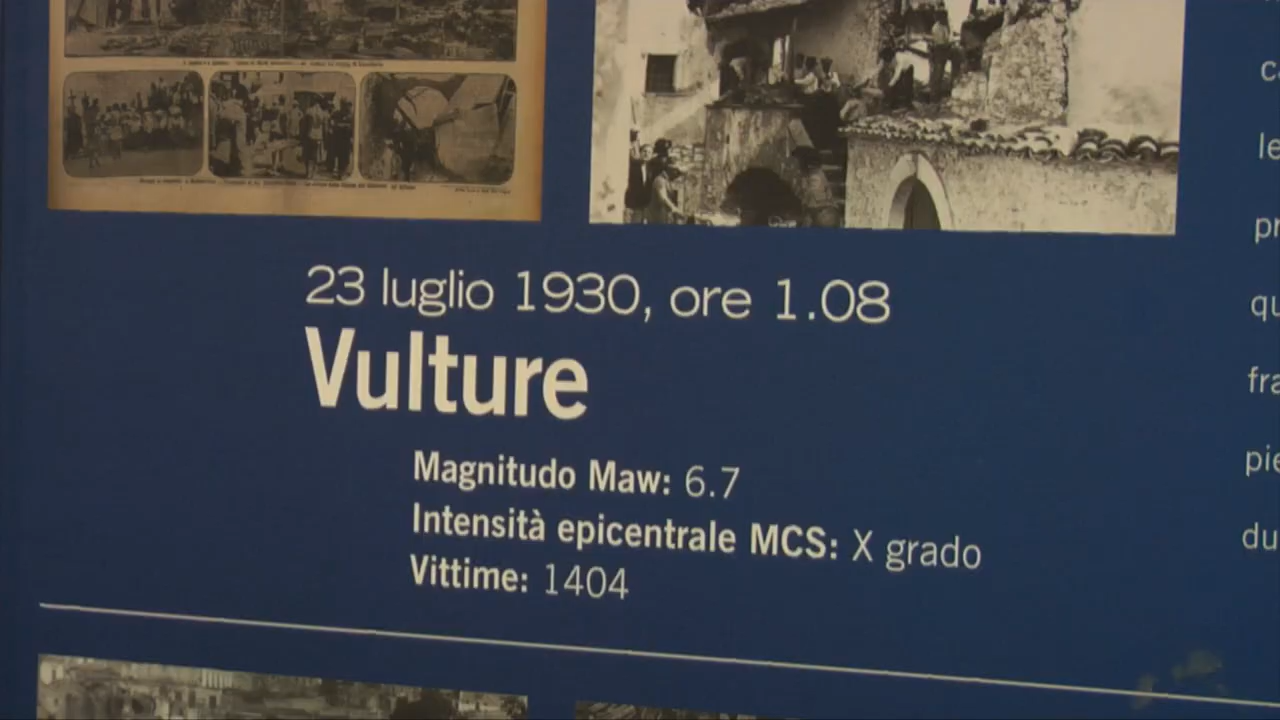 23 luglio 1930, ore 1.08
Vulture
Magnitudo Maw: 6.7
Intensità epicentrale MCS: X grado
Vittime: 1404